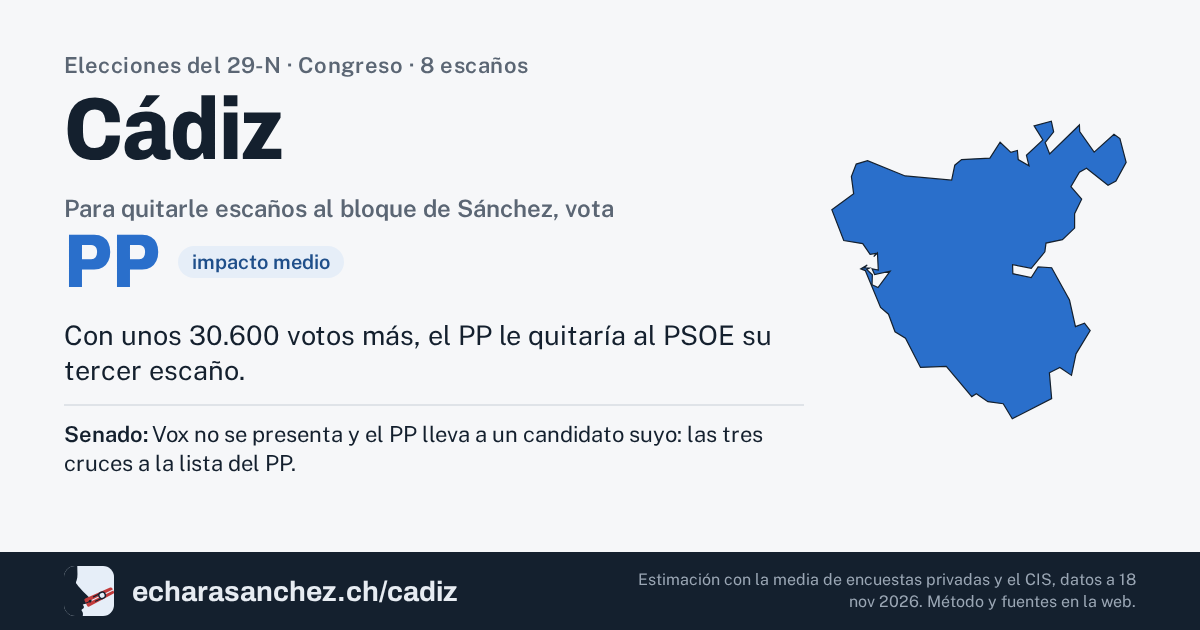 Elecciones del 29-N · Congreso · 8 escaños
Cádiz
Para quitarle escaños al bloque de Sánchez, vota
PP impacto medio
Con unos 30.600 votos más, el PP le quitaría al PSOE su
tercer escaño.
Senado: Vox no se presenta y el PP lleva a un candidato suyo: las tres
cruces a la lista del PP.
echarasanchez.ch/cadiz
Estimación con la media de encuestas privadas y el CIS, datos a 18
nov 2026. Método y fuentes en la web.